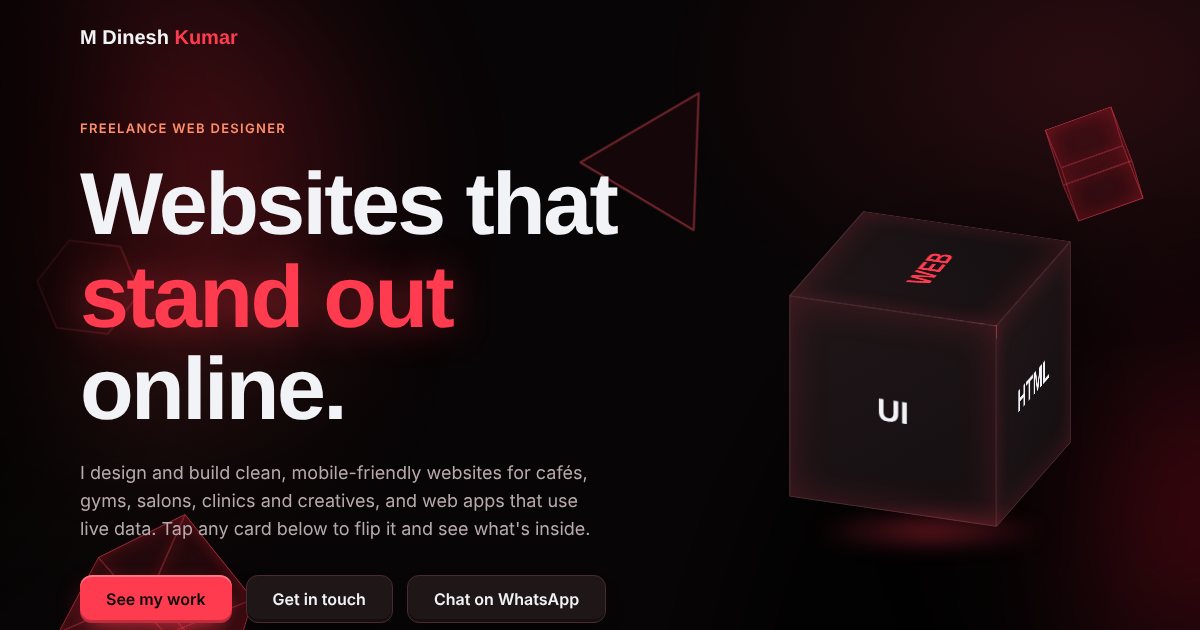 M Dinesh Kumar
FREELANCE WEB DESIGNER
Websites that
stand out
online.
I design and build clean, mobile-friendly websites for cafés,
gyms, salons, clinics and creatives, and web apps that use
live data. Tap any card below to flip it and see what's inside.
See my work
Get in touch
Chat on WhatsApp
WEB
UI
HTML